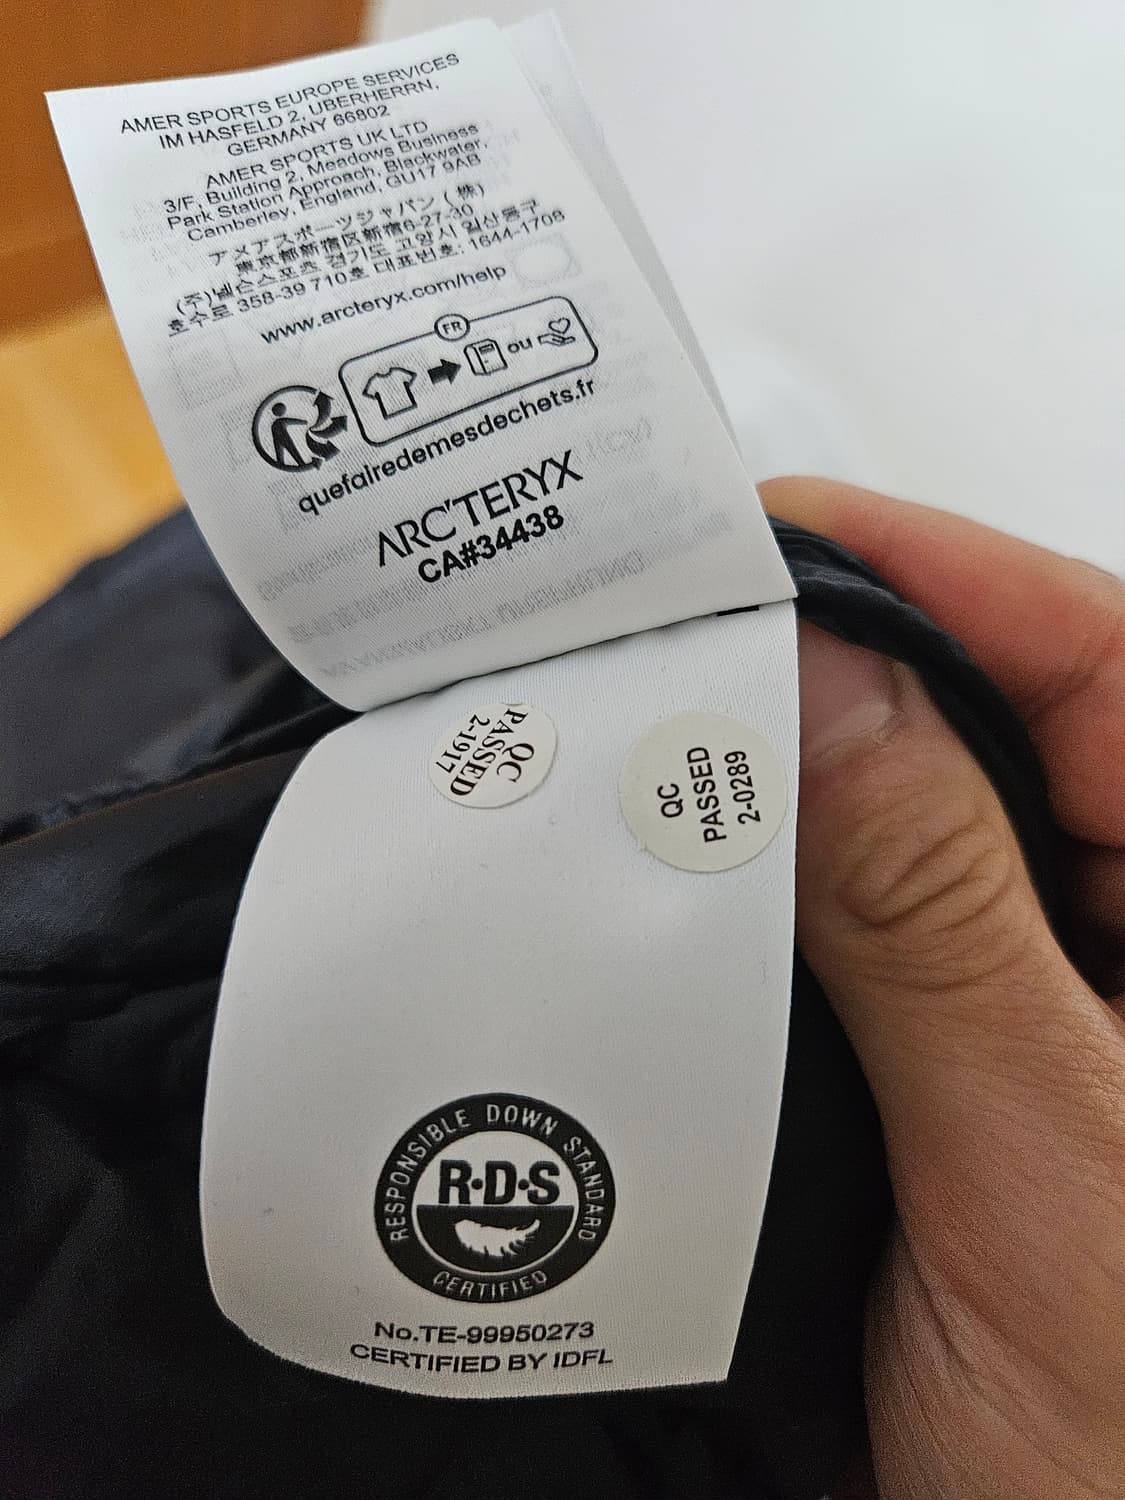 AMER SPORTS EUROPE SERVICES
IM HASFELD 2, UBERHERRN,
GERMANY 66802
AMER SPORTS UK LTD
3/F, Building 2, Meadows Business
Park Station Approach, Blackwater,
Camberley, England, GU17 9AB
アメアスポーツジャパン（株）
東京都新宿区新宿6-27-30
(주)넬슨스포츠 경기도 고양시 일산동구
호수로 358-39 710호 대표번호: 1644-1708
www.arcteryx.com/help
FR
ou
quefairedemesdechets.fr
ARC'TERYX
CA#34438
QC
PASSED
2-1917
QC
PASSED
2-0289
RESPONSIBLE DOWN STANDARD
R·D·S
CERTIFIED
No.TE-99950273
CERTIFIED BY IDFL